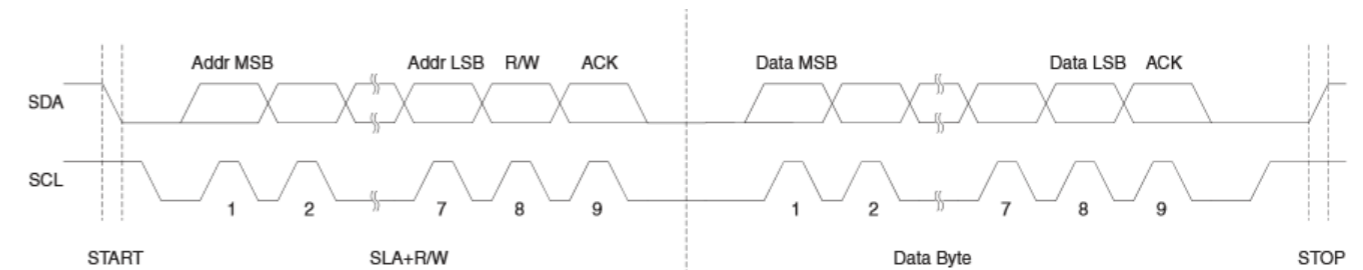 Addr MSB Addr LSB R/W ACK Data MSB Data LSB ACK
SDA
SCL
1 2 7 8 9 1 2 7 8 9
START SLA+R/W Data Byte STOP